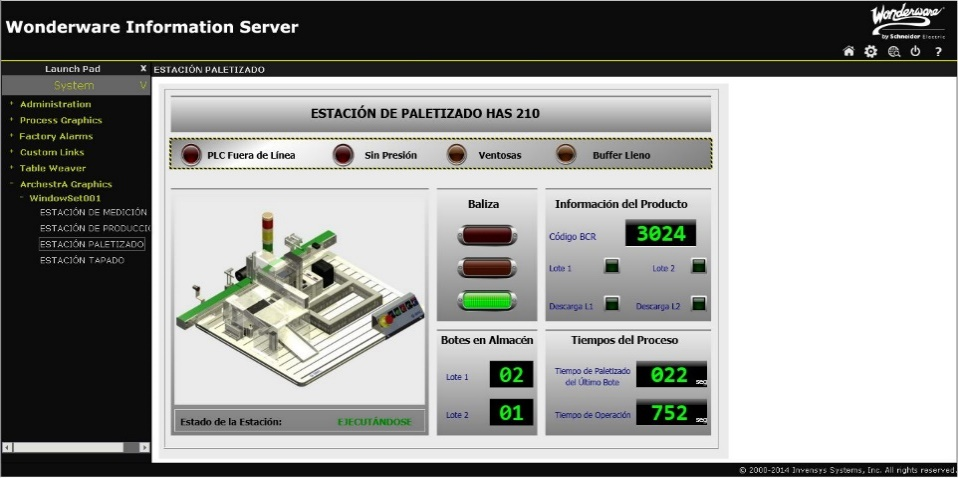 Wonderware Information Server
Wonderware
by Schneider Electric
?
Launch Pad X
ESTACIÓN PALETIZADO
System V
+ Administration
+ Process Graphics
+ Factory Alarms
+ Custom Links
+ Table Weaver
- ArchestrA Graphics
- WindowSet001
ESTACIÓN DE MEDICIÓN
ESTACIÓN DE PRODUCCI
ESTACIÓN PALETIZADO
ESTACIÓN TAPADO
ESTACIÓN DE PALETIZADO HAS 210
PLC Fuera de Línea Sin Presión Ventosas Buffer Lleno
Estado de la Estación: EJECUTÁNDOSE
Baliza
Información del Producto
Código BCR 3024
Lote 1 Lote 2
Descarga L1 Descarga L2
Botes en Almacén
Lote 1 02
Lote 2 01
Tiempos del Proceso
Tiempo de Paletizado
del Último Bote 022 seg
Tiempo de Operación 752 seg
© 2000-2014 Invensys Systems, Inc. All rights reserved.